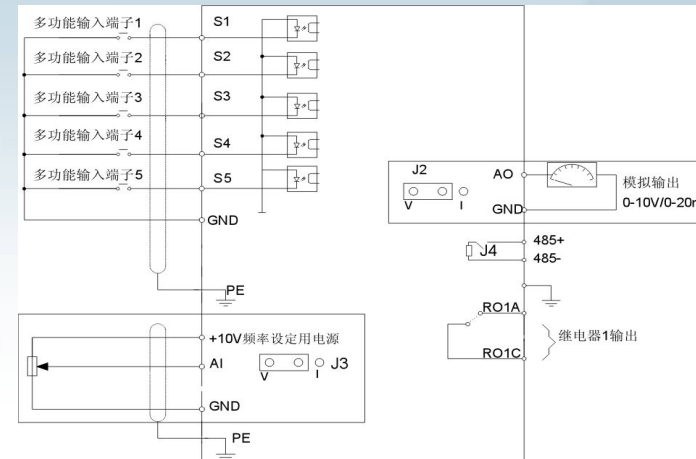 多功能输入端子1
S1
多功能输入端子2
S2
多功能输入端子3
S3
多功能输入端子4
S4
多功能输入端子5
S5
GND
PE
+10V频率设定用电源
AI
V
I
J3
GND
PE
J2
V
I
AO
GND
模拟输出
0-10V/0-20
J4
485+
485-
RO1A
RO1C
继电器1输出